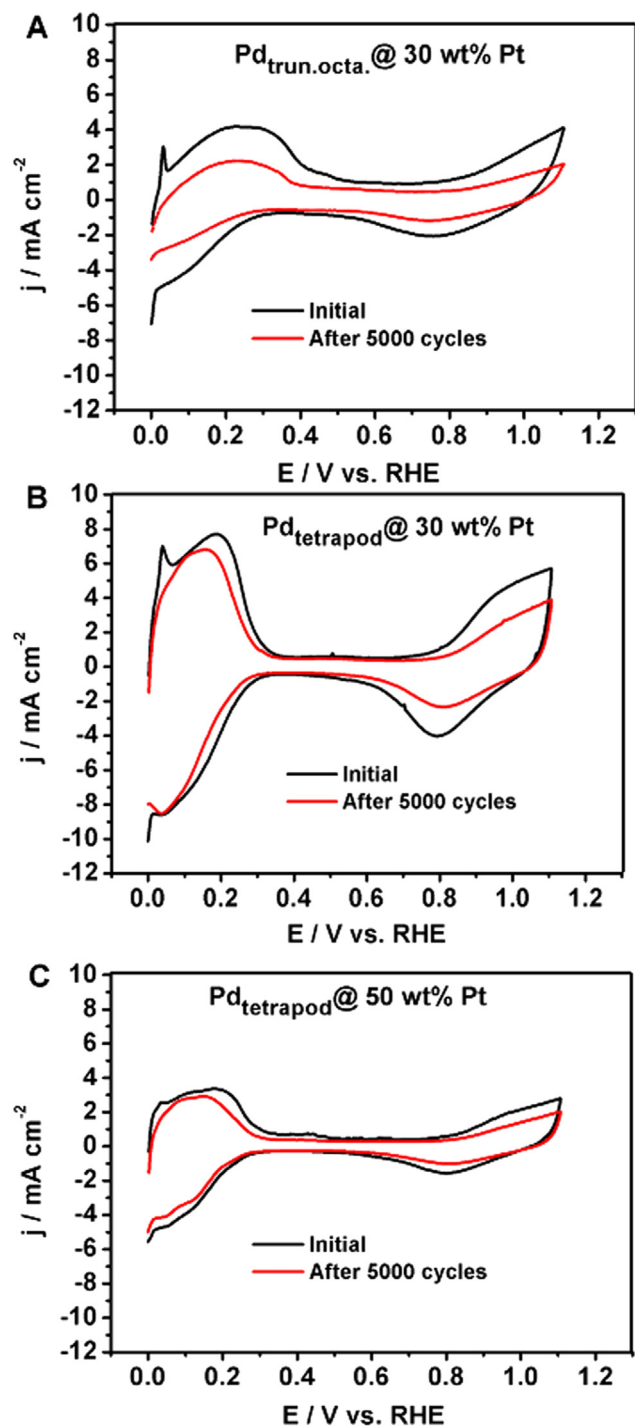 A
Pd trun.octa. @ 30 wt% Pt
10
8
6
4
2
0
-2
-4
-6
-8
-10
-12
j / mA cm-2
Initial
After 5000 cycles
0.0 0.2 0.4 0.6 0.8 1.0 1.2
E / V vs. RHE
B
Pd tetrapod @ 30 wt% Pt
10
8
6
4
2
0
-2
-4
-6
-8
-10
-12
j / mA cm-2
Initial
After 5000 cycles
0.0 0.2 0.4 0.6 0.8 1.0 1.2
E / V vs. RHE
C
Pd tetrapod @ 50 wt% Pt
10
8
6
4
2
0
-2
-4
-6
-8
-10
-12
j / mA cm-2
Initial
After 5000 cycles
0.0 0.2 0.4 0.6 0.8 1.0 1.2
E / V vs. RHE